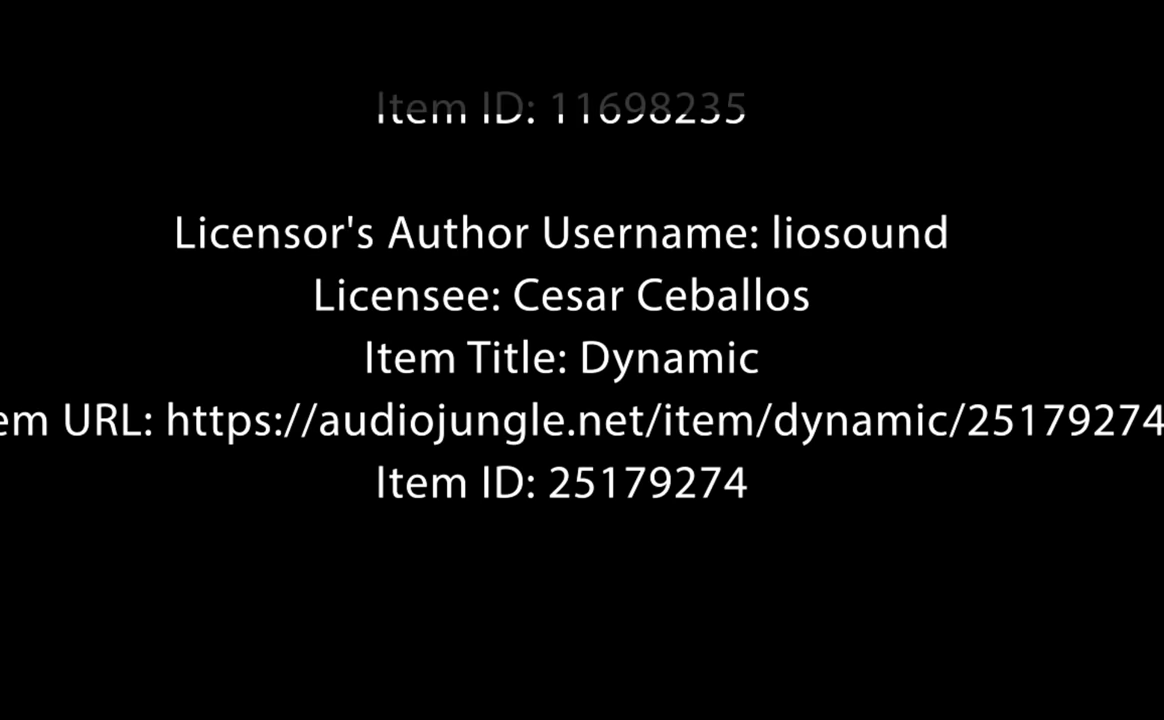 Item ID: 11698235
Licensor's Author Username: liosound
Licensee: Cesar Ceballos
Item Title: Dynamic
em URL: https://audiojungle.net/item/dynamic/25179274
Item ID: 25179274